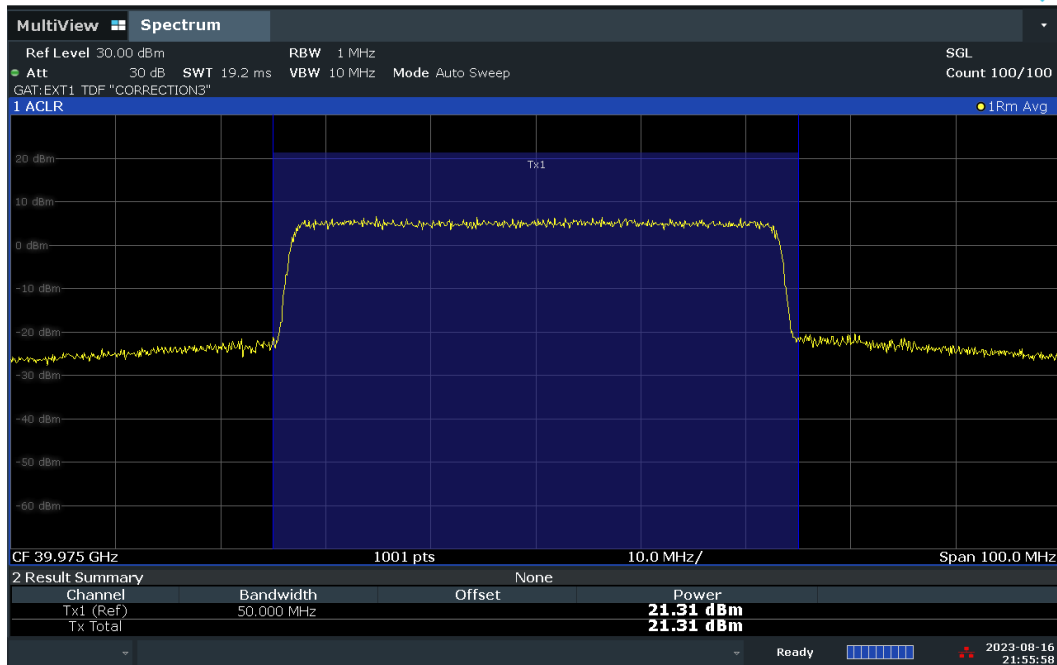 MultiView Spectrum
Ref Level 30.00 dBm RBW 1 MHz SGL
Att 30 dB SWT 19.2 ms VBW 10 MHz Mode Auto Sweep Count 100/100
GAT:EXT1 TDF "CORRECTION3"
1 ACLR 1Rm Avg
Tx1
20 dBm
10 dBm
0 dBm
-10 dBm
-20 dBm
-30 dBm
-40 dBm
-50 dBm
-60 dBm
CF 39.975 GHz 1001 pts 10.0 MHz/ Span 100.0 MHz
2 Result Summary None
Channel Bandwidth Offset Power
Tx1 (Ref) 50.000 MHz 21.31 dBm
Tx Total 21.31 dBm
Ready 2023-08-16
21:55:58